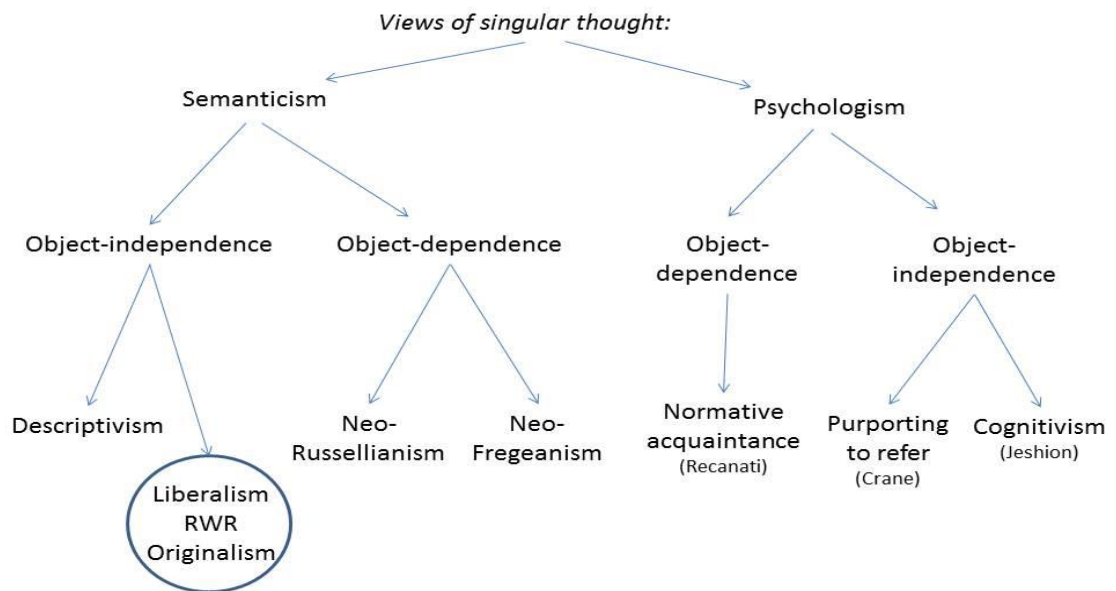 Views of singular thought:
Semanticism
Psychologism
Object-independence
Object-dependence
Object-
dependence
Object-
independence
Descriptivism
Liberalism
RWR
Originalism
Neo-
Russellianism
Neo-
Fregeanism
Normative
acquaintance
(Recanati)
Purporting
to refer
(Crane)
Cognitivism
(Jeshion)